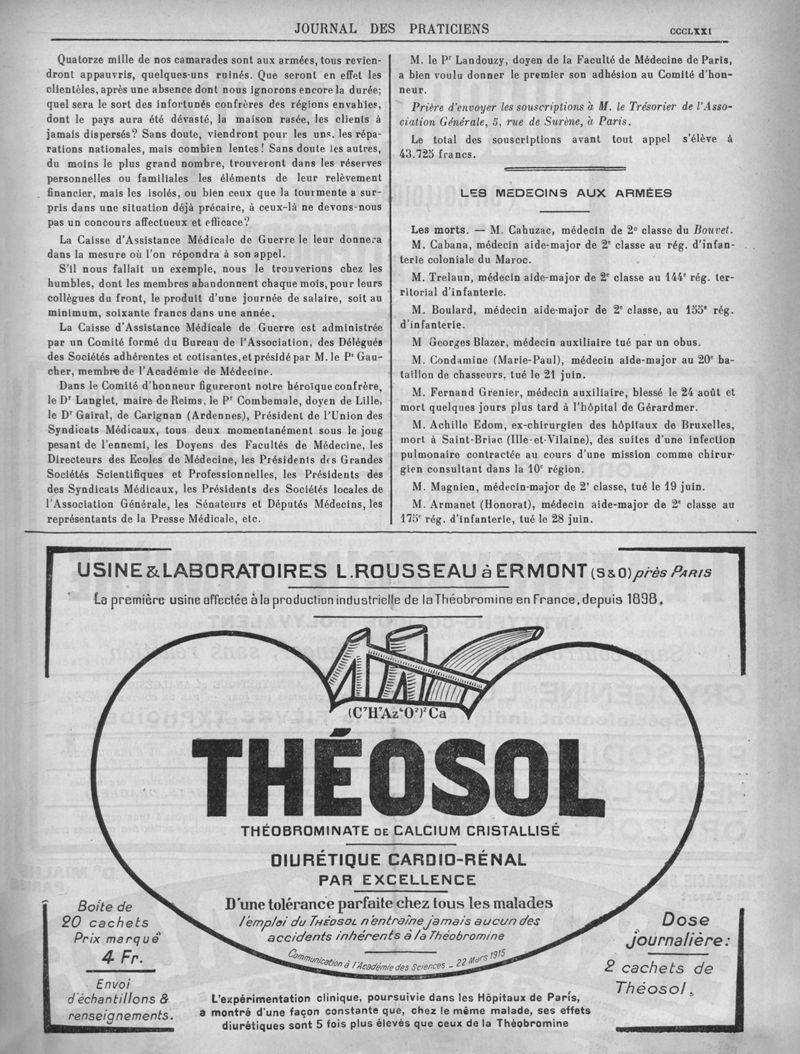 JOURNAL DES PRATICIENS
CCCLXXI
Quatorze mille de nos camarades sont aux armées, tous revien-
dront appauvris, quelques-uns ruinés. Que seront en effet les
clientèles, après une absence dont nous ignorons encore la durée;
quel sera le sort des infortunés confrères des régions envahies,
dont le pays aura été dévasté, la maison rasée, les clients à
jamais dispersés? Sans doute, viendront pour les uns, les répa-
rations nationales, mais combien lentes! Sans doute les autres,
du moins le plus grand nombre, trouveront dans les réserves
personnelles ou familiales les éléments de leur relèvement
financier, mais les isolés, ou bien ceux que la tourmente a sur-
pris dans une situation déjà précaire, à ceux-là ne devons-nous
pas un concours affectueux et efficace?
La Caisse d'Assistance Médicale de Guerre le leur donnera
dans la mesure où l'on répondra à son appel.
S'il nous fallait un exemple, nous le trouverions chez les
humbles, dont les membres abandonnent chaque mois, pour leurs
collègues du front, le produit d'une journée de salaire, soit au
minimum, soixante francs dans une année.
La Caisse d'Assistance Médicale de Guerre est administrée
par un Comité formé du Bureau de l'Association, des Délégués
des Sociétés adhérentes et cotisantes, et présidé par M. le Pr Gau-
cher, membre de l'Académie de Médecine.
Dans le Comité d'honneur figureront notre héroïque confrère,
le Dr Langlet, maire de Reims, le Pr Combemale, doyen de Lille,
le Dr Gairal, de Carignan (Ardennes), Président de l'Union des
Syndicats Médicaux, tous deux momentanément sous le joug
pesant de l'ennemi, les Doyens des Facultés de Médecine, les
Directeurs des Ecoles de Médecine, les Présidents des Grandes
Sociétés Scientifiques et Professionnelles, les Présidents des
des Syndicats Médicaux, les Présidents des Sociétés locales de
l'Association Générale, les Sénateurs et Députés Médecins, les
représentants de la Presse Médicale, etc.
M. le Pr Landouzy, doyen de la Faculté de Médecine de Paris,
a bien voulu donner le premier son adhésion au Comité d'hon-
neur.
Prière d'envoyer les souscriptions à M. le Trésorier de l'Asso-
ciation Générale, 5, rue de Surène, à Paris.
Le total des souscriptions avant tout appel s'élève à
43.725 francs.
LES MEDECINS AUX ARMÉES
Les morts. — M. Cahuzac, médecin de 2e classe du Bouvet.
M. Cabana, médecin aide-major de 2e classe au rég. d'infan-
terie coloniale du Maroc.
M. Trelaun, médecin aide-major de 2e classe au 144e rég. ter-
ritorial d'infanterie.
M. Boulard, médecin aide-major de 2e classe, au 155e rég.
d'infanterie.
M Georges Blazer, médecin auxiliaire tué par un obus.
M. Condamine (Marie-Paul), médecin aide-major au 20e ba-
taillon de chasseurs, tué le 21 juin.
M. Fernand Grenier, médecin auxiliaire, blessé le 24 août et
mort quelques jours plus tard à l'hôpital de Gérardmer.
M. Achille Edom, ex-chirurgien des hôpitaux de Bruxelles,
mort à Saint-Briac (Ille-et-Vilaine), des suites d'une infection
pulmonaire contractée au cours d'une mission comme chirur-
gien consultant dans la 10e région.
M. Magnien, médecin-major de 2e classe, tué le 19 juin.
M. Armanet (Honorat), médecin aide-major de 2e classe au
175e rég. d'infanterie, tué le 28 juin.
USINE & LABORATOIRES L. ROUSSEAU à ERMONT (S&O) près PARIS
La première usine affectée à la production industrielle de la Théobromine en France, depuis 1898.
(C⁷H⁷Az⁴O²)²Ca
THÉOSOL
THÉOBROMINATE DE CALCIUM CRISTALLISÉ
DIURÉTIQUE CARDIO-RÉNAL
PAR EXCELLENCE
D'une tolérance parfaite chez tous les malades
l'emploi du THÉOSOL n'entraîne jamais aucun des
accidents inhérents à la Théobromine
Communication à l'Académie des Sciences - 22 Mars 1915
Boîte de
20 cachets
Prix marqué
4 Fr.
Envoi
d'échantillons &
renseignements.
L'expérimentation clinique, poursuivie dans les Hôpitaux de Paris,
a montré d'une façon constante que, chez le même malade, ses effets
diurétiques sont 5 fois plus élevés que ceux de la Théobromine
Dose
journalière:
2 cachets de
Théosol.